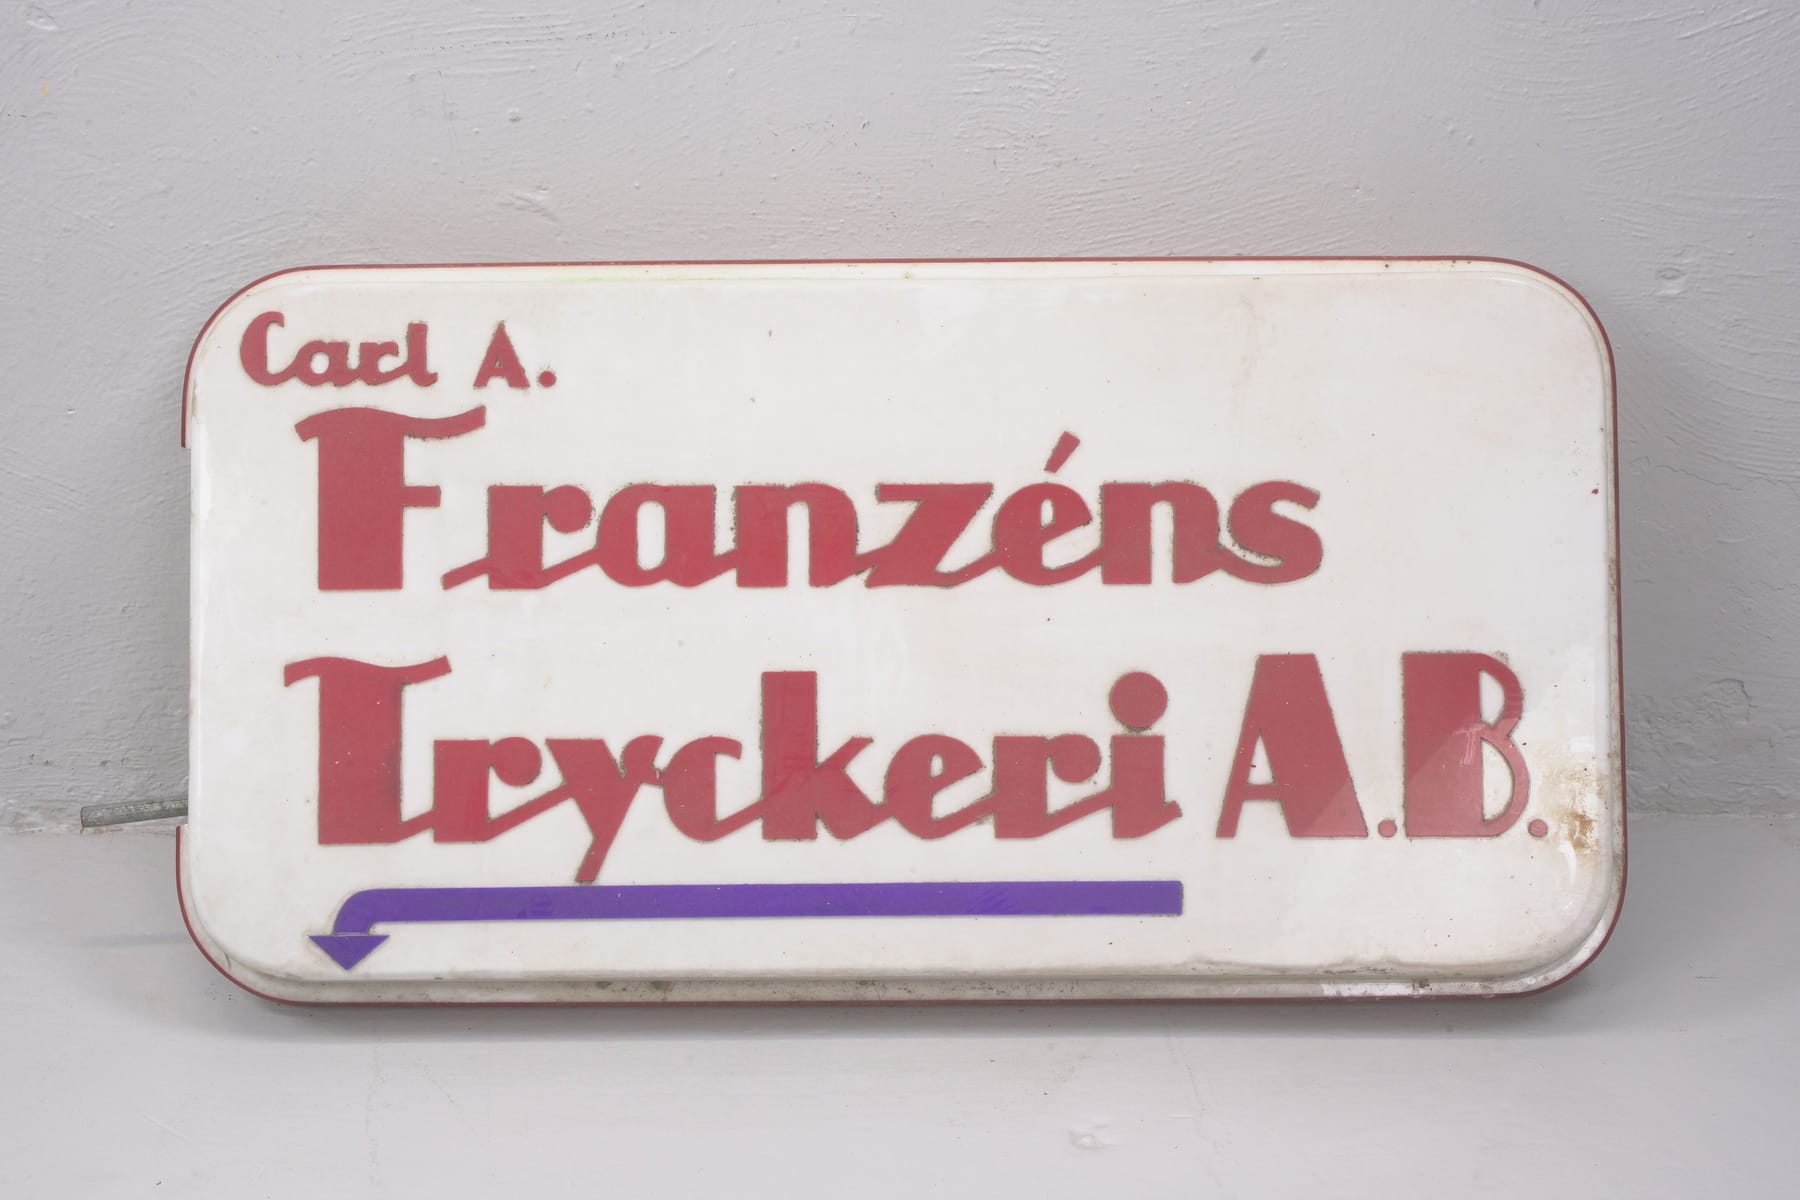 Carl A.
Franzéns
Tryckeri A.B.